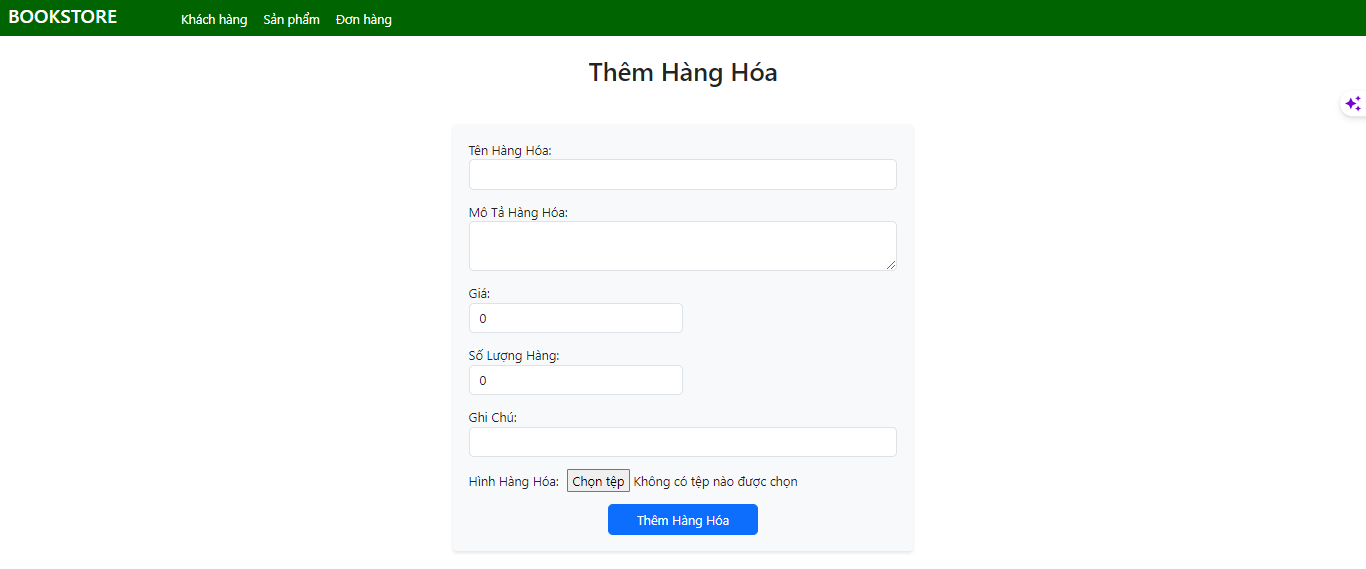 BOOKSTORE Khách hàng Sản phẩm Đơn hàng
Thêm Hàng Hóa
Tên Hàng Hóa:
Mô Tả Hàng Hóa:
Giá:
0
Số Lượng Hàng:
0
Ghi Chú:
Hình Hàng Hóa: Chọn tệp Không có tệp nào được chọn
Thêm Hàng Hóa